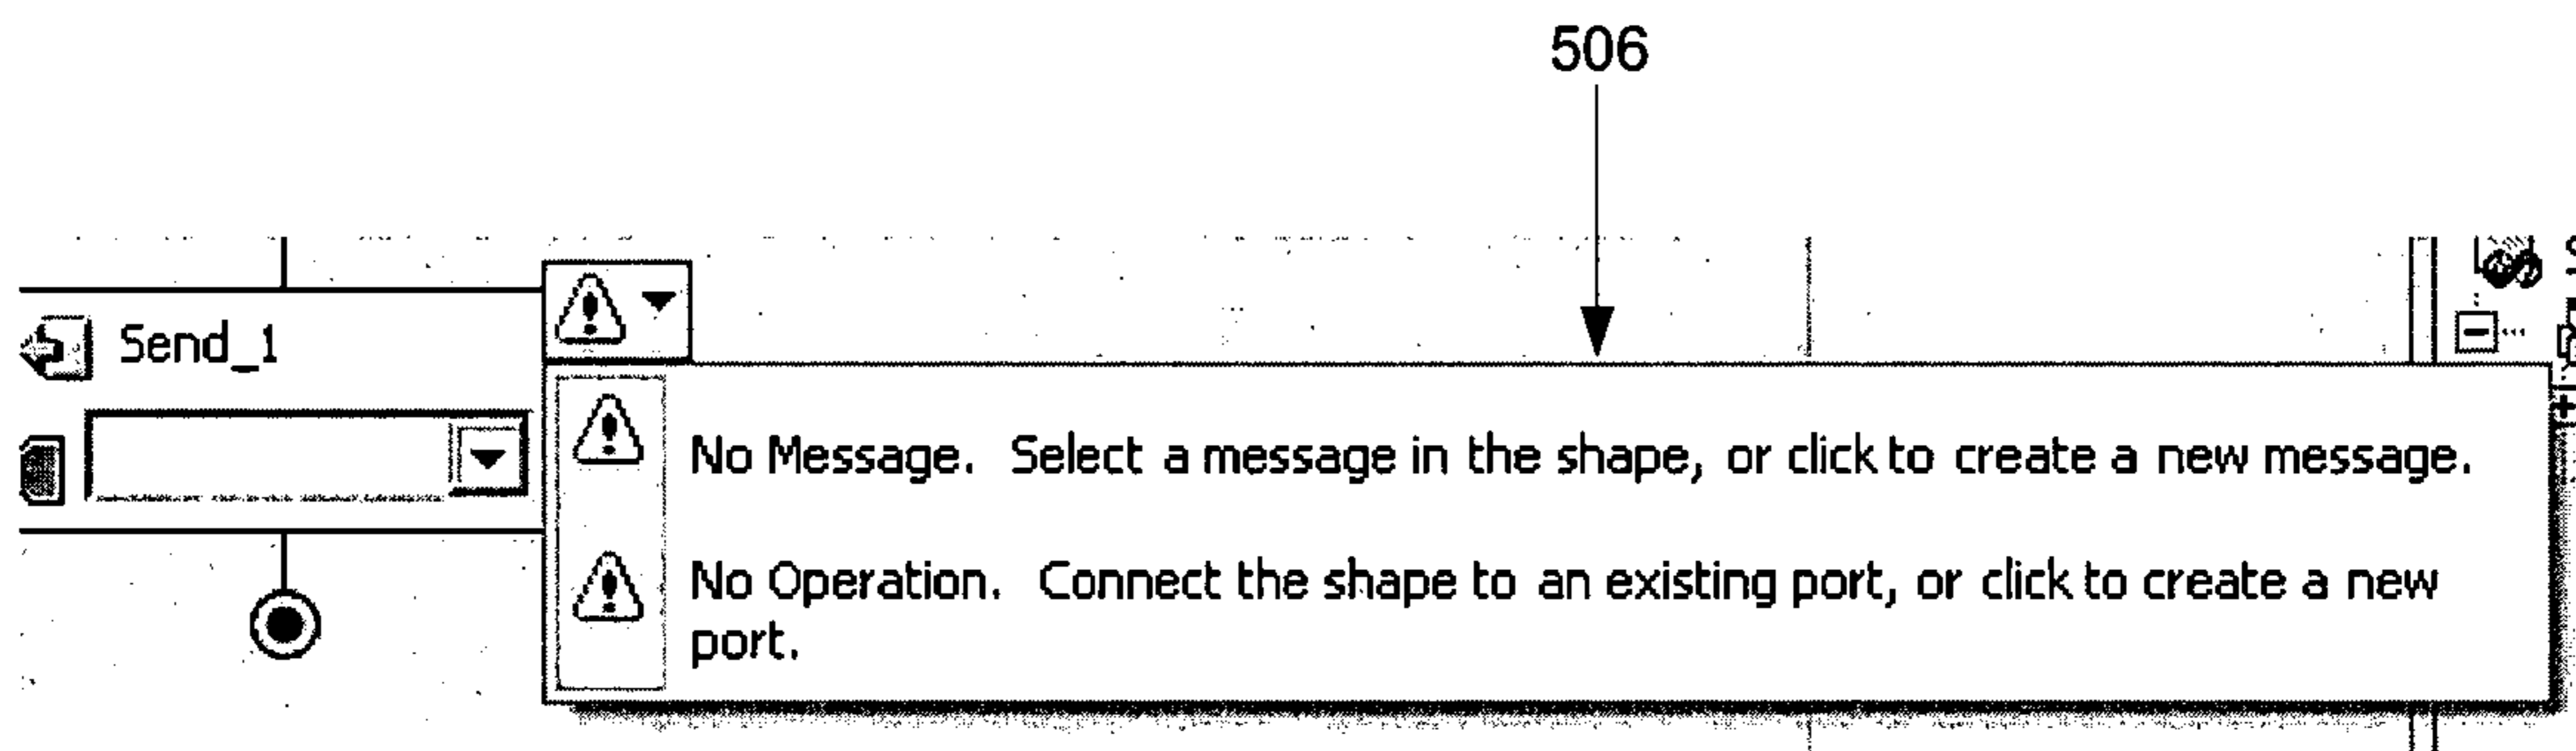 506
Send_1
No Message. Select a message in the shape, or click to create a new message.
No Operation. Connect the shape to an existing port, or click to create a new
port.